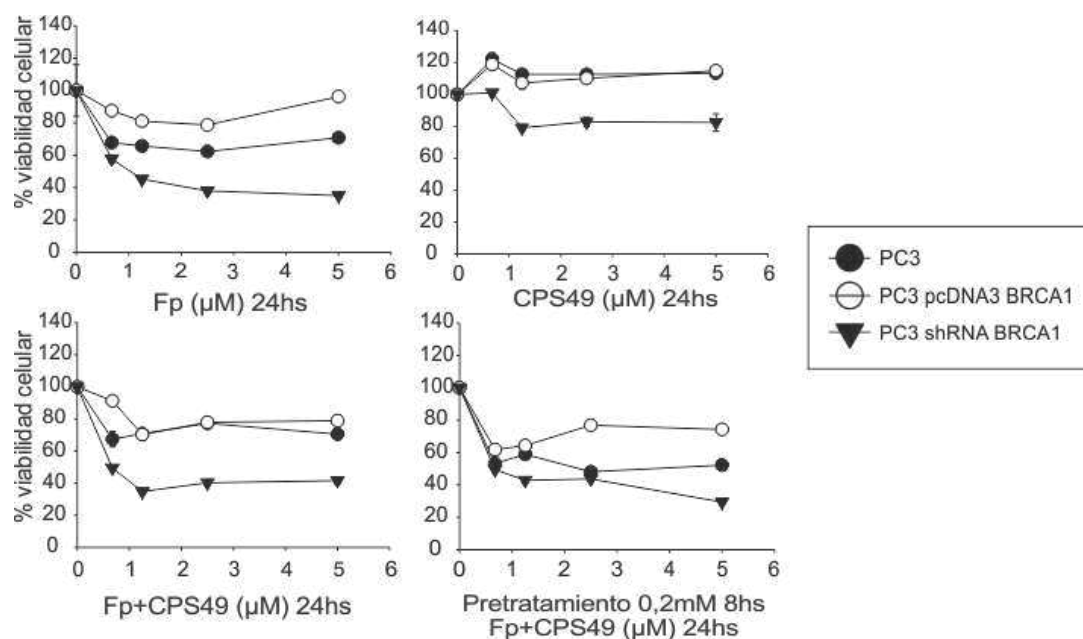 % viabilidad celular
140
120
100
80
60
40
20
0
0 1 2 3 4 5 6
Fp (µM) 24hs
140
120
100
80
60
40
20
0
0 1 2 3 4 5 6
CPS49 (µM) 24hs
PC3
PC3 pcDNA3 BRCA1
PC3 shRNA BRCA1
% viabilidad celular
140
120
100
80
60
40
20
0
0 1 2 3 4 5 6
Fp+CPS49 (µM) 24hs
140
120
100
80
60
40
20
0
0 1 2 3 4 5 6
Pretratamiento 0,2mM 8hs
Fp+CPS49 (µM) 24hs